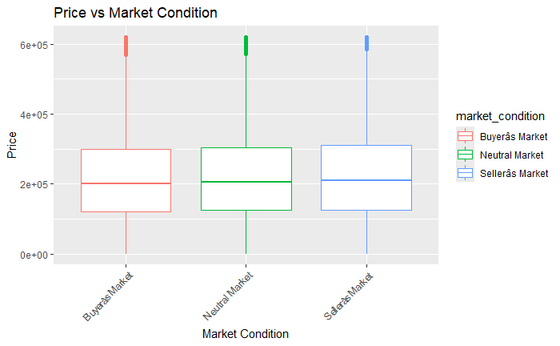 Price vs Market Condition
6e+05
4e+05
2e+05
0e+00
Price
Buyerâs Market
Neutral Market
Sellerâs Market
Market Condition
market_condition
Buyerâs Market
Neutral Market
Sellerâs Market